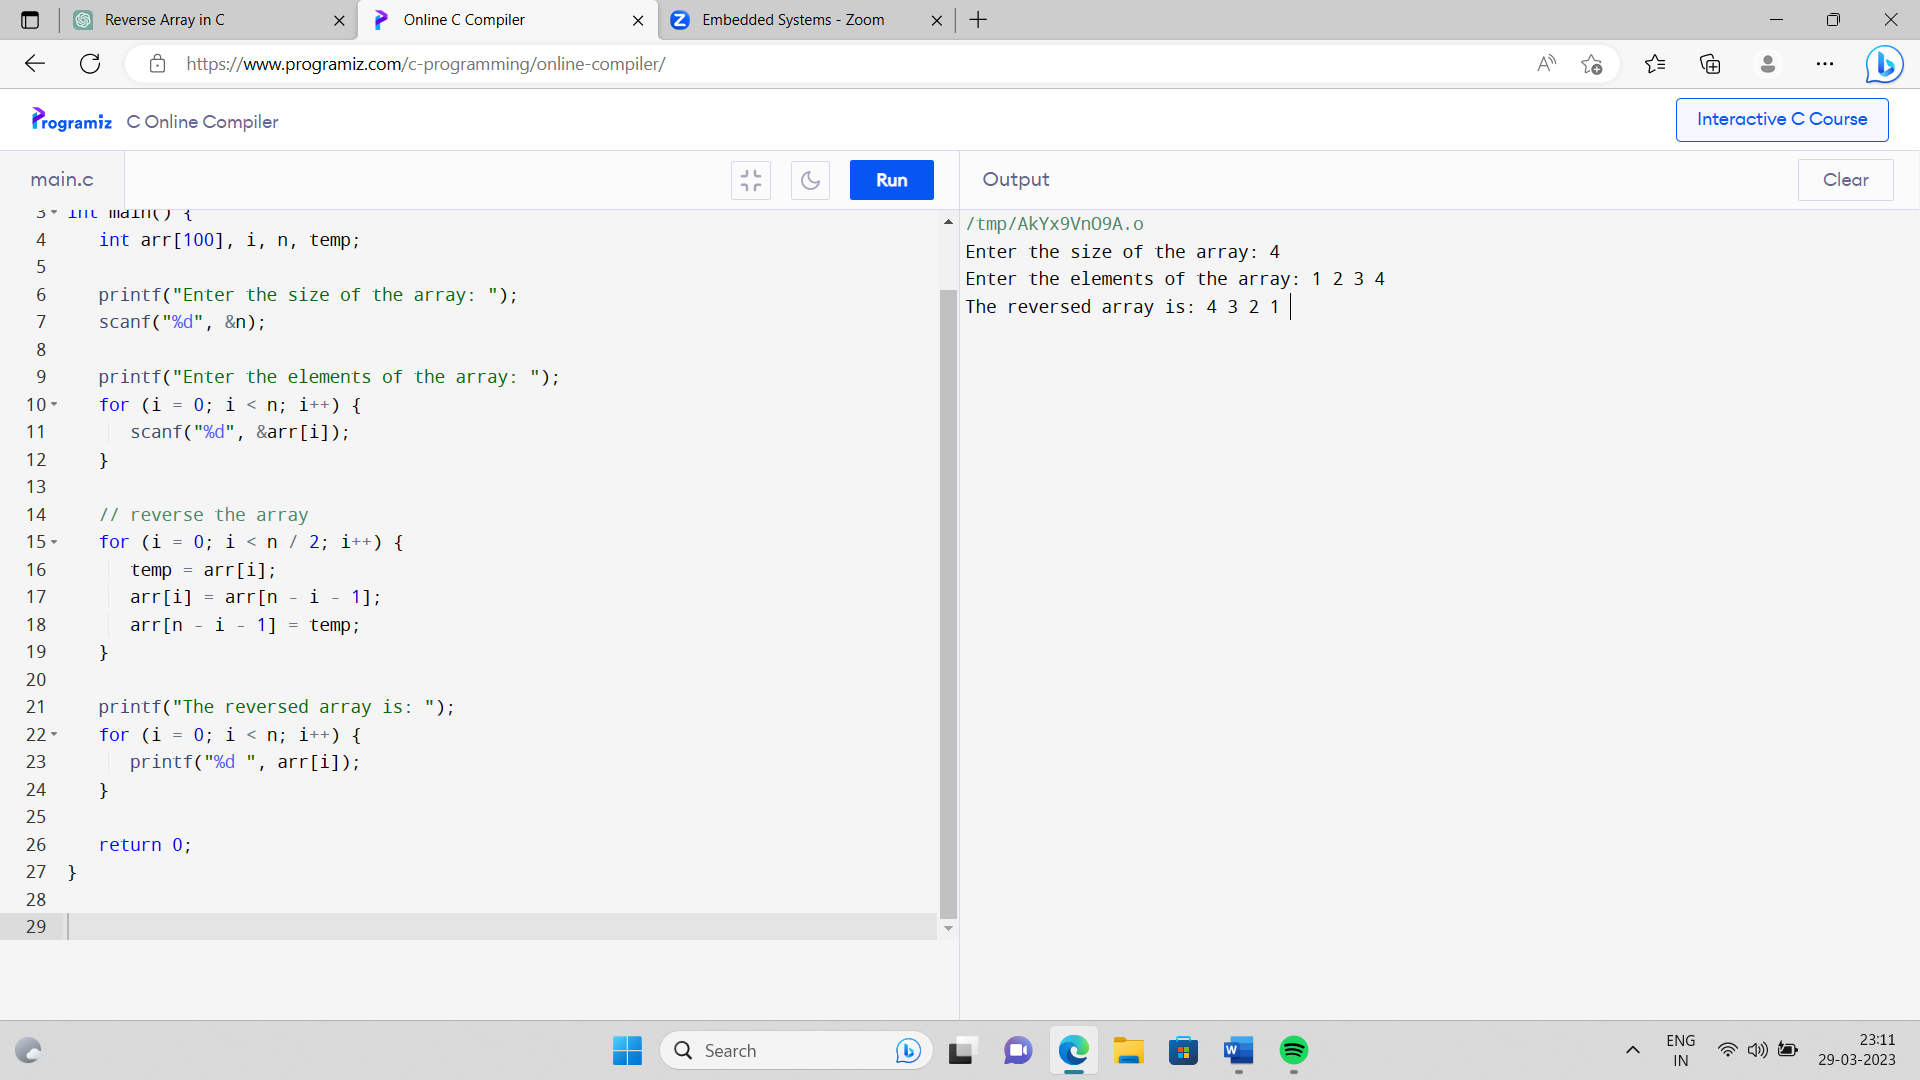 Reverse Array in C
Online C Compiler
Embedded Systems - Zoom
https://www.programiz.com/c-programming/online-compiler/
Programiz C Online Compiler
Interactive C Course
main.c
Run
Output
Clear
3 int main() {
4 int arr[100], i, n, temp;
5
6 printf("Enter the size of the array: ");
7 scanf("%d", &n);
8
9 printf("Enter the elements of the array: ");
10 for (i = 0; i < n; i++) {
11 scanf("%d", &arr[i]);
12 }
13
14 // reverse the array
15 for (i = 0; i < n / 2; i++) {
16 temp = arr[i];
17 arr[i] = arr[n - i - 1];
18 arr[n - i - 1] = temp;
19 }
20
21 printf("The reversed array is: ");
22 for (i = 0; i < n; i++) {
23 printf("%d ", arr[i]);
24 }
25
26 return 0;
27 }
28
29
/tmp/AkYx9VnO9A.o
Enter the size of the array: 4
Enter the elements of the array: 1 2 3 4
The reversed array is: 4 3 2 1
Search
ENG
IN
23:11
29-03-2023